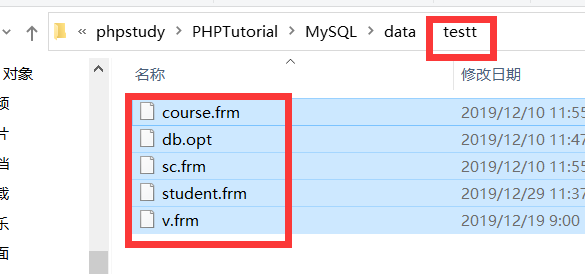 « phpstudy › PHPTutorial › MySQL › data › testt
对象
名称 修改日期
频
course.frm 2019/12/10 11:55
片
db.opt 2019/12/10 11:47
档
sc.frm 2019/12/10 11:55
载
student.frm 2019/12/29 11:37
乐
v.frm 2019/12/19 9:00
面